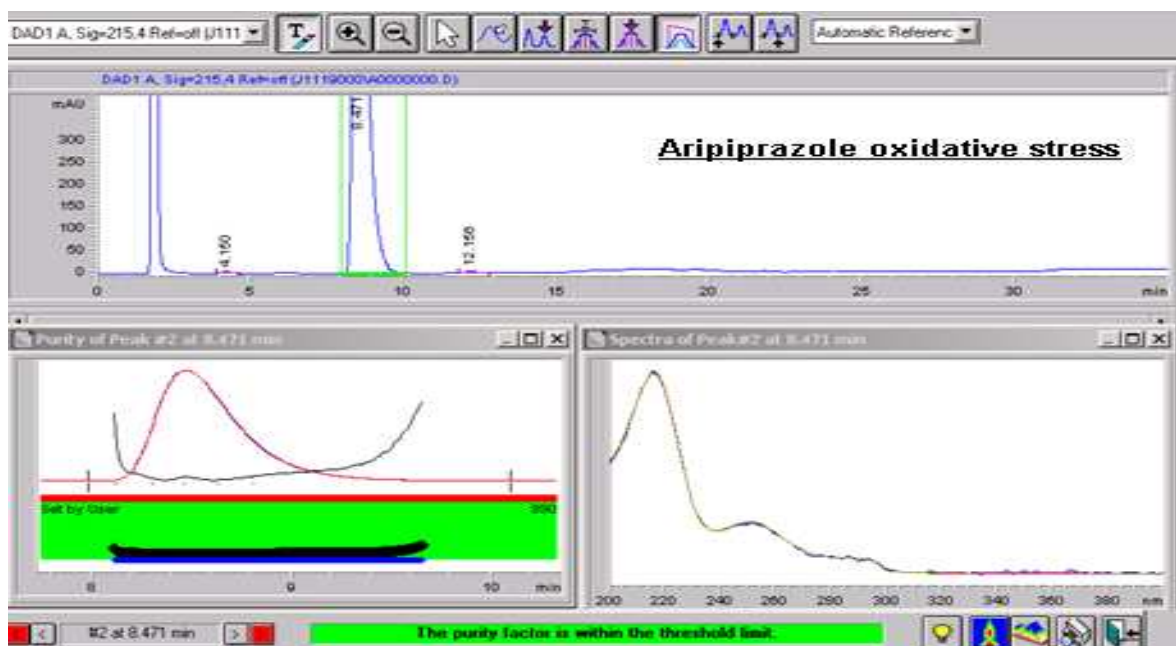 DAD1 A, Sig=215,4 Ref=off (J111 Automatic Referenc
DAD1 A, Sig=215,4 Ref=off (J1119000\A0000000.D)
mAU
300
250
200
150
100
50
0
4.160
8.471
12.158
Aripiprazole oxidative stress
0 5 10 15 20 25 30 min
Purity of Peak #2 at 8.471 min
Set by User 990
8 9 10 min
Spectra of Peak #2 at 8.471 min
200 220 240 260 280 300 320 340 360 380 nm
#2 at 8.471 min
The purity factor is within the threshold limit.